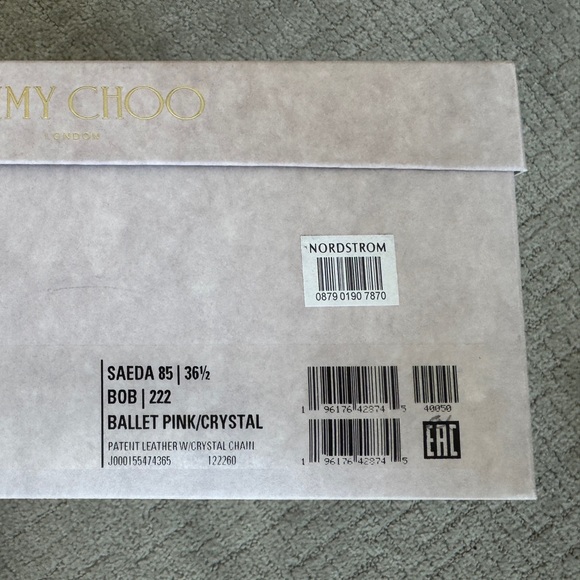 MY CHOO
LONDON
NORDSTROM
0879 0190 7870
SAEDA 85 | 36½
BOB | 222
BALLET PINK/CRYSTAL
PATENT LEATHER W/CRYSTAL CHAIN
J000155474365 122260
1 96176 42874 5 40050
1 96176 42874 5
EAC